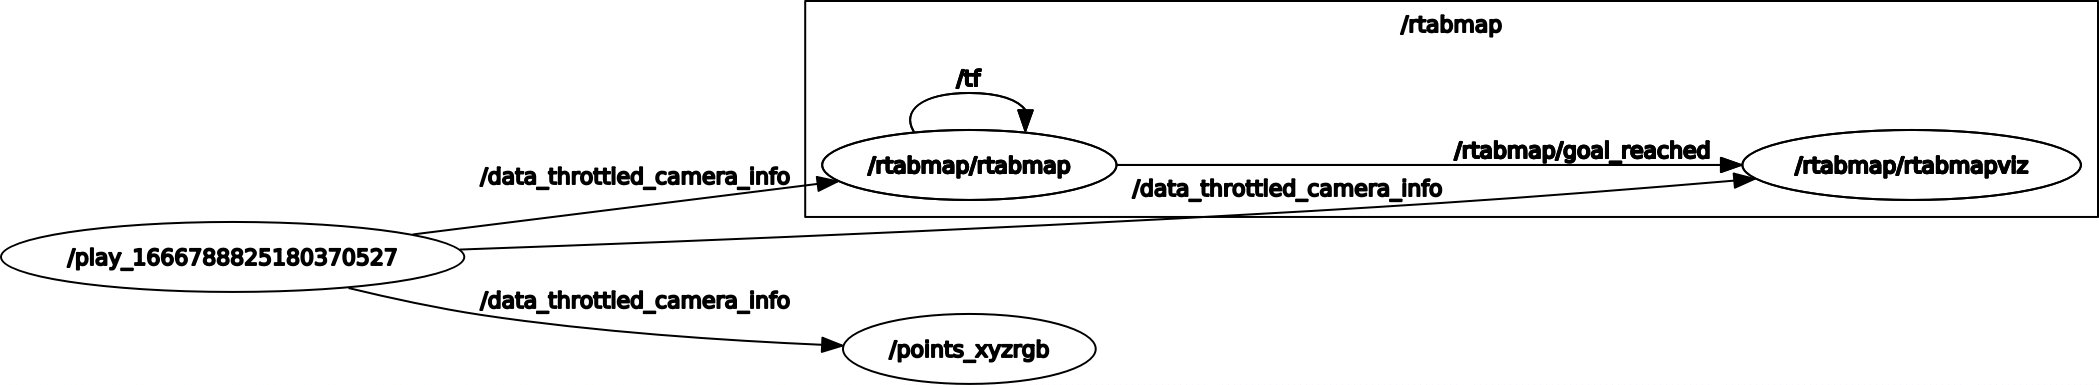 /rtabmap
/tf
/rtabmap/rtabmap
/rtabmap/goal_reached
/rtabmap/rtabmapviz
/data_throttled_camera_info
/data_throttled_camera_info
/play_1666788825180370527
/data_throttled_camera_info
/points_xyzrgb